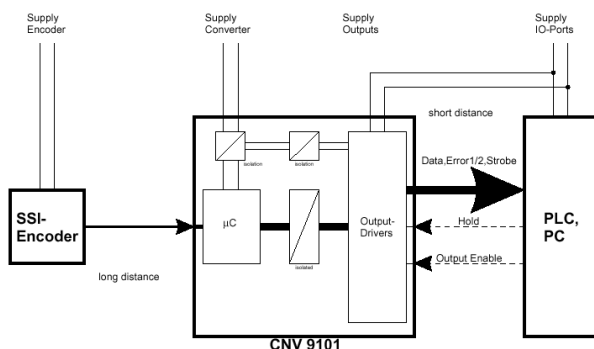 Supply
Encoder
Supply
Converter
Supply
Outputs
Supply
IO-Ports
short distance
isolation
isolation
Data,Error1/2,Strobe
SSI-
Encoder
µC
Output-
Drivers
Hold
PLC,
PC
Output Enable
long distance
isolated
CNV 9101